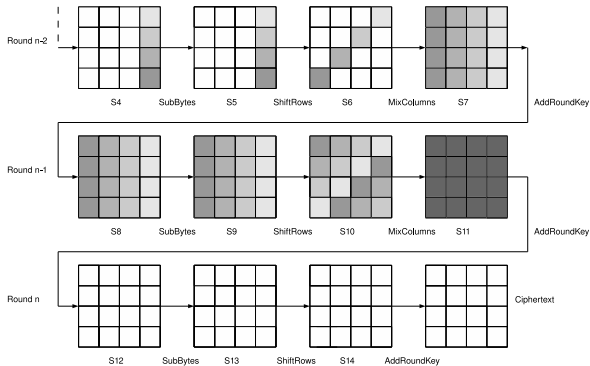 Round n-2
S4 SubBytes S5 ShiftRows S6 MixColumns S7 AddRoundKey
Round n-1
S8 SubBytes S9 ShiftRows S10 MixColumns S11 AddRoundKey
Round n
Ciphertext
S12 SubBytes S13 ShiftRows S14 AddRoundKey